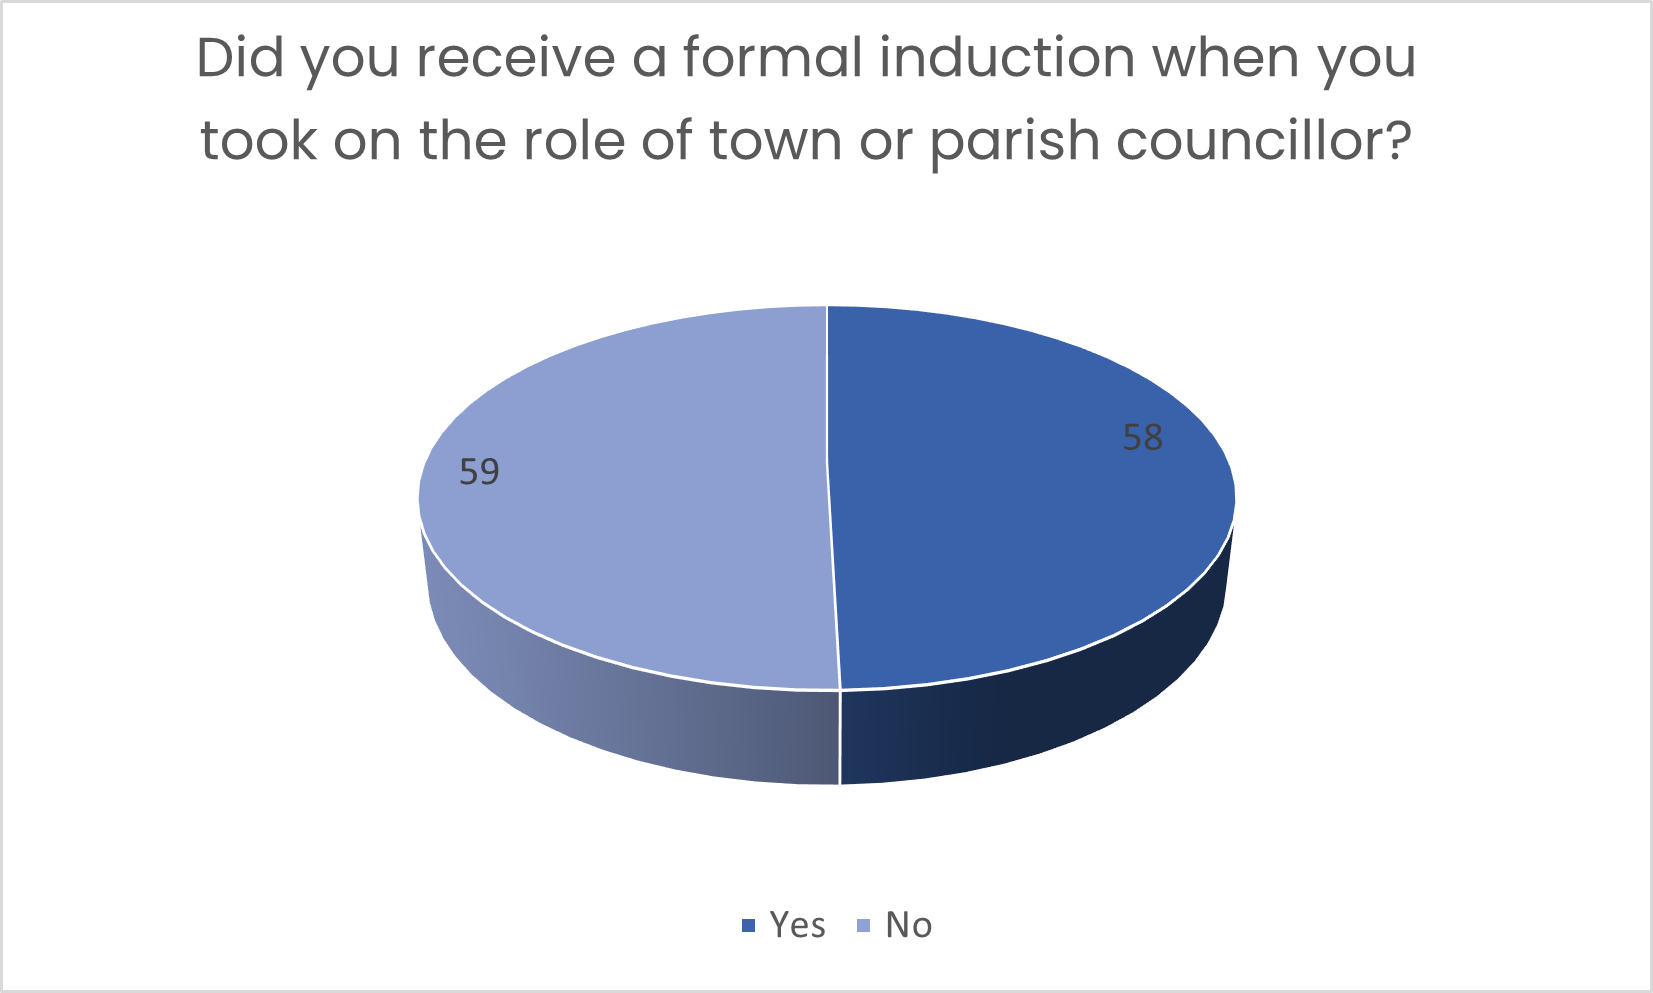 Did you receive a formal induction when you
took on the role of town or parish councillor?
58
59
Yes No